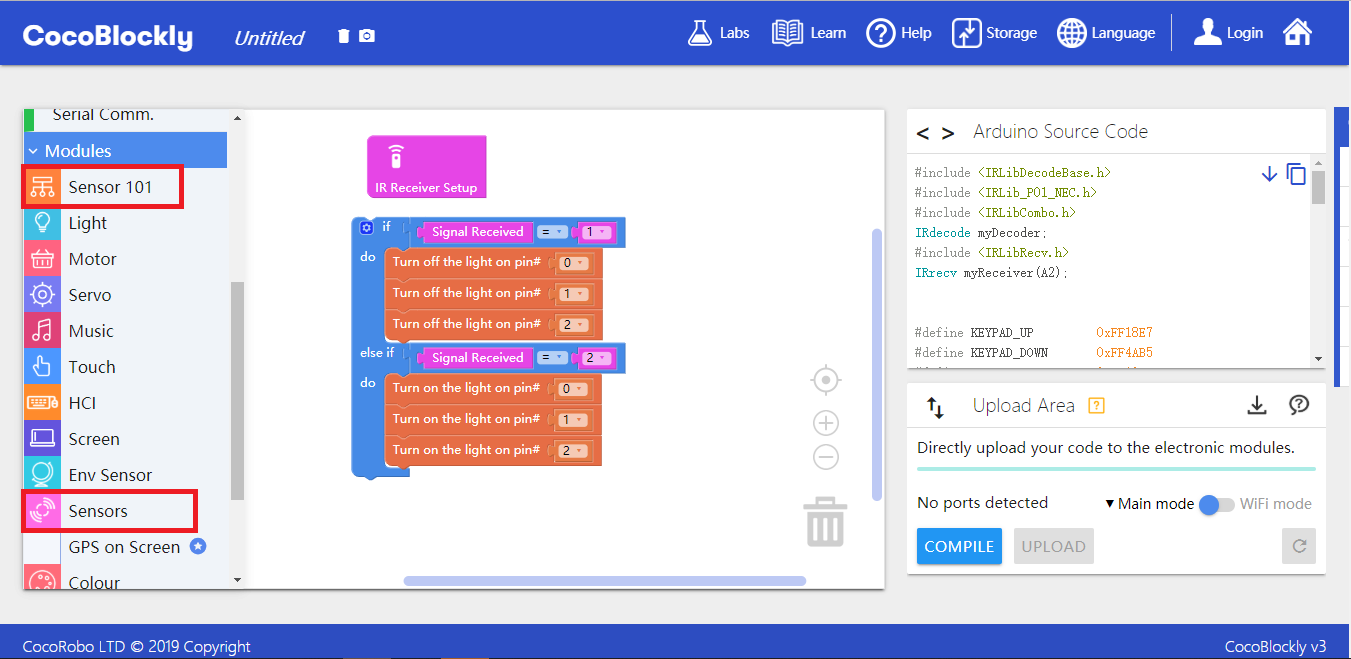 CocoBlockly Untitled Labs Learn Help Storage Language Login
Serial Comm.
Modules
Sensor 101
Light
Motor
Servo
Music
Touch
HCI
Screen
Env Sensor
Sensors
GPS on Screen
Colour
IR Receiver Setup
if Signal Received = 1
do Turn off the light on pin# 0
Turn off the light on pin# 1
Turn off the light on pin# 2
else if Signal Received = 2
do Turn on the light on pin# 0
Turn on the light on pin# 1
Turn on the light on pin# 2
< > Arduino Source Code
#include <IRLibDecodeBase.h>
#include <IRLib_P01_NEC.h>
#include <IRLibCombo.h>
IRdecode myDecoder;
#include <IRLibRecv.h>
IRrecv myReceiver(A2);
#define KEYPAD_UP 0xFF18E7
#define KEYPAD_DOWN 0xFF4AB5
Upload Area ?
Directly upload your code to the electronic modules.
No ports detected ▾ Main mode WiFi mode
COMPILE UPLOAD
CocoRobo LTD © 2019 Copyright CocoBlockly v3